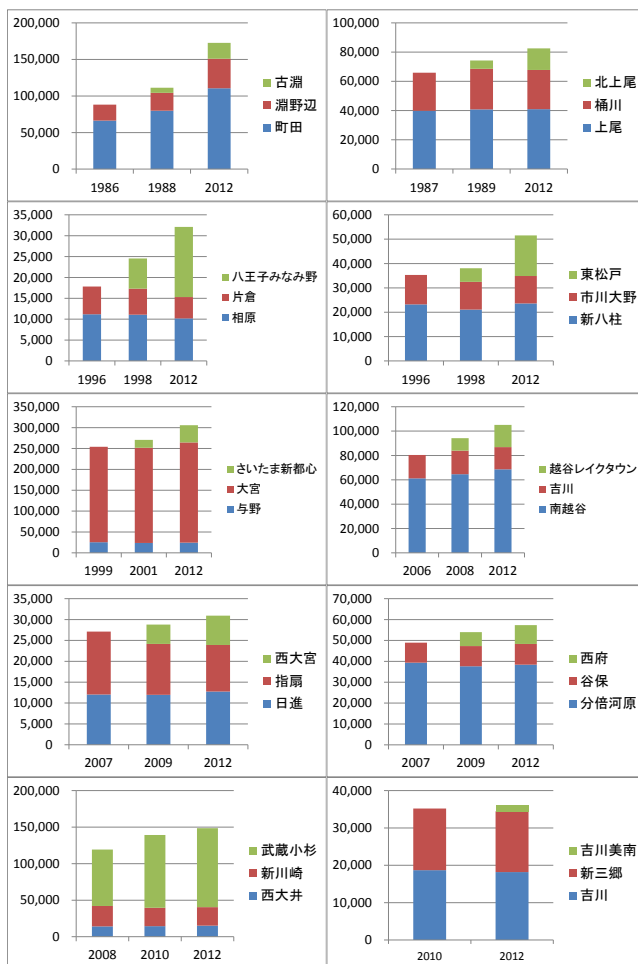 200,000
150,000
100,000
50,000
0
1986 1988 2012
古淵
淵野辺
町田
100,000
80,000
60,000
40,000
20,000
0
1987 1989 2012
北上尾
桶川
上尾
35,000
30,000
25,000
20,000
15,000
10,000
5,000
0
1996 1998 2012
八王子みなみ野
片倉
相原
60,000
50,000
40,000
30,000
20,000
10,000
0
1996 1998 2012
東松戸
市川大野
新八柱
350,000
300,000
250,000
200,000
150,000
100,000
50,000
0
1999 2001 2012
さいたま新都心
大宮
与野
120,000
100,000
80,000
60,000
40,000
20,000
0
2006 2008 2012
越谷レイクタウン
吉川
南越谷
35,000
30,000
25,000
20,000
15,000
10,000
5,000
0
2007 2009 2012
西大宮
指扇
日進
70,000
60,000
50,000
40,000
30,000
20,000
10,000
0
2007 2009 2012
西府
谷保
分倍河原
200,000
150,000
100,000
50,000
0
2008 2010 2012
武蔵小杉
新川崎
西大井
40,000
30,000
20,000
10,000
0
2010 2012
吉川美南
新三郷
吉川